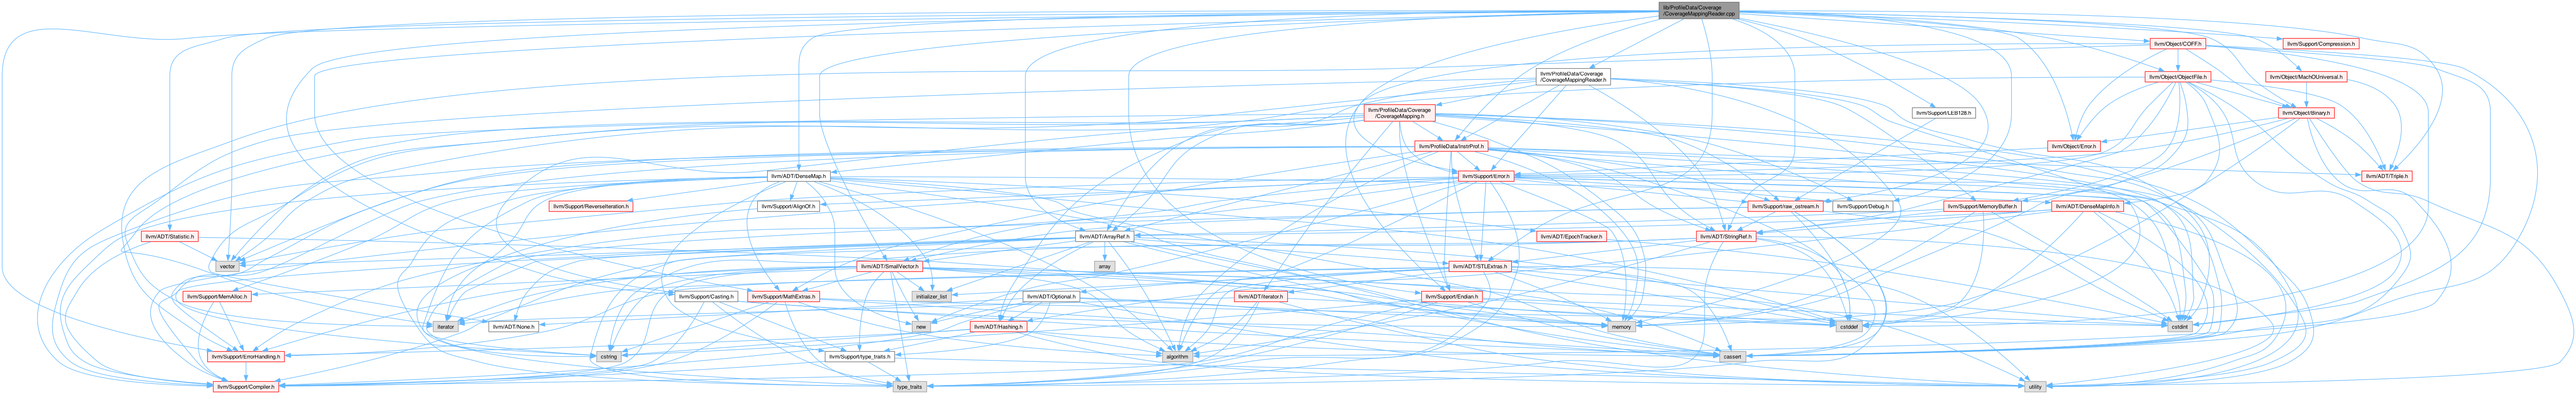 lib/ProfileData/Coverage
/CoverageMappingReader.cpp
llvm/Object/COFF.h
llvm/Support/Compression.h
llvm/ProfileData/Coverage
/CoverageMappingReader.h
llvm/Object/ObjectFile.h
llvm/Object/MachOUniversal.h
llvm/ProfileData/Coverage
/CoverageMapping.h
llvm/Support/LEB128.h
llvm/Object/Binary.h
llvm/ProfileData/InstrProf.h
llvm/Object/Error.h
llvm/ADT/DenseMap.h
llvm/Support/Error.h
llvm/ADT/Triple.h
llvm/Support/ReverseIteration.h
llvm/Support/AlignOf.h
llvm/Support/raw_ostream.h
llvm/Support/Debug.h
llvm/Support/MemoryBuffer.h
llvm/ADT/DenseMapInfo.h
llvm/ADT/Statistic.h
llvm/ADT/ArrayRef.h
llvm/ADT/EpochTracker.h
llvm/ADT/StringRef.h
vector
llvm/ADT/SmallVector.h
array
llvm/ADT/STLExtras.h
llvm/Support/MemAlloc.h
llvm/Support/Casting.h
llvm/Support/MathExtras.h
initializer_list
llvm/ADT/Optional.h
llvm/ADT/iterator.h
llvm/Support/Endian.h
iterator
llvm/ADT/None.h
new
llvm/ADT/Hashing.h
memory
cstddef
cstdint
llvm/Support/ErrorHandling.h
cstring
llvm/Support/type_traits.h
algorithm
cassert
llvm/Support/Compiler.h
type_traits
utility